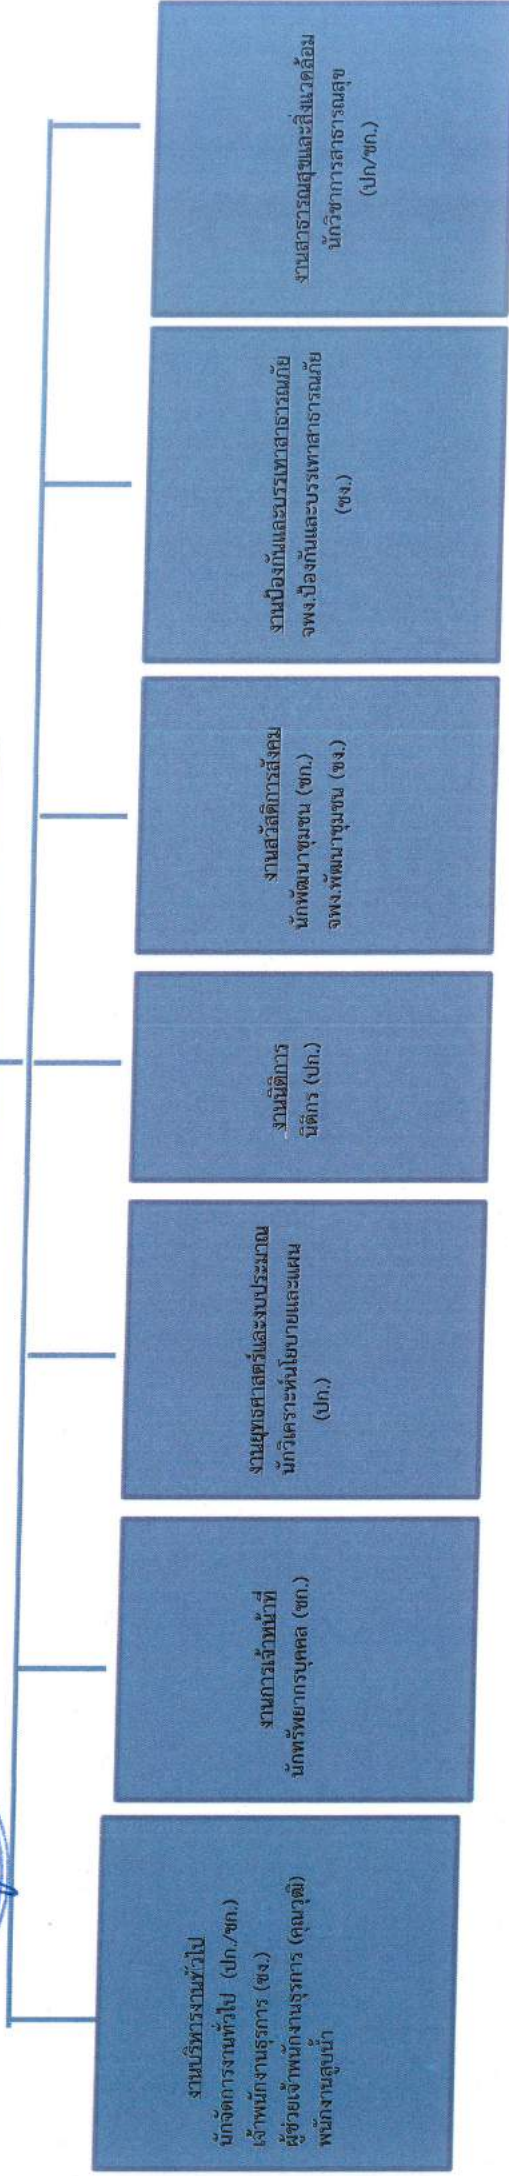 งานบริหารงานทั่วไป
นักจัดการงานทั่วไป (ปก./ชก.)
เจ้าพนักงานธุรการ (ชง.)
ผู้ช่วยเจ้าพนักงานธุรการ (คุณวุฒิ)
พนักงานสูบน้ำ
งานการเจ้าหน้าที่
นักทรัพยากรบุคคล (ชก.)
งานยุทธศาสตร์และงบประมาณ
นักวิเคราะห์นโยบายและแผน
(ปก.)
งานนิติการ
นิติกร (ปก.)
งานสวัสดิการสังคม
นักพัฒนาชุมชน (ชก.)
จพง.พัฒนาชุมชน (ชง.)
งานป้องกันและบรรเทาสาธารณภัย
จพง.ป้องกันและบรรเทาสาธารณภัย
(ชง.)
งานสาธารณสุขและสิ่งแวดล้อม
นักวิชาการสาธารณสุข
(ปก/ชก.)